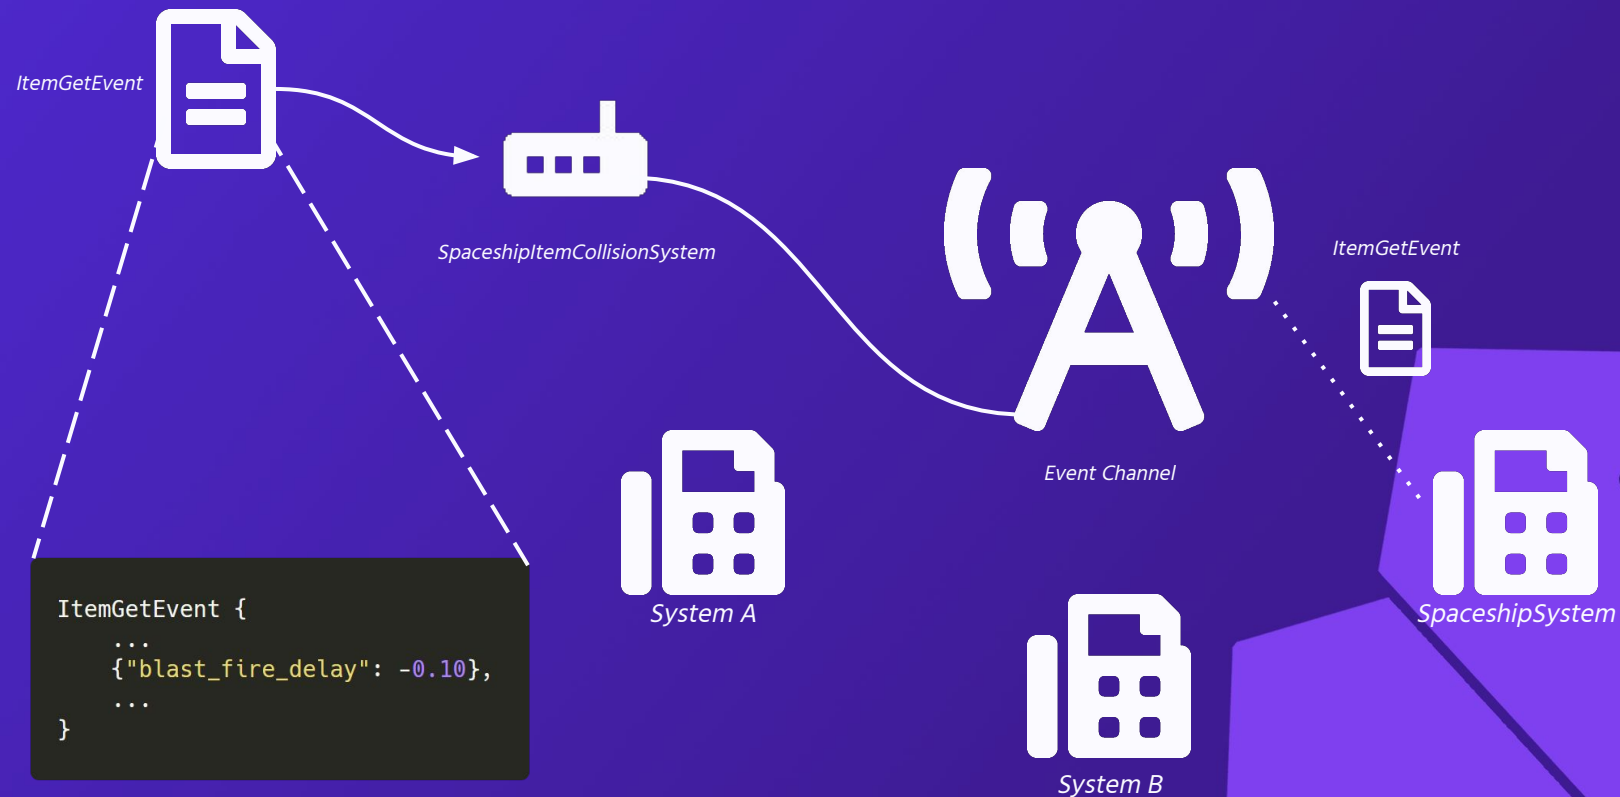 ItemGetEvent
SpaceshipItemCollisionSystem
ItemGetEvent
Event Channel
System A
SpaceshipSystem
System B
ItemGetEvent {
    ...
    {"blast_fire_delay": -0.10},
    ...
}